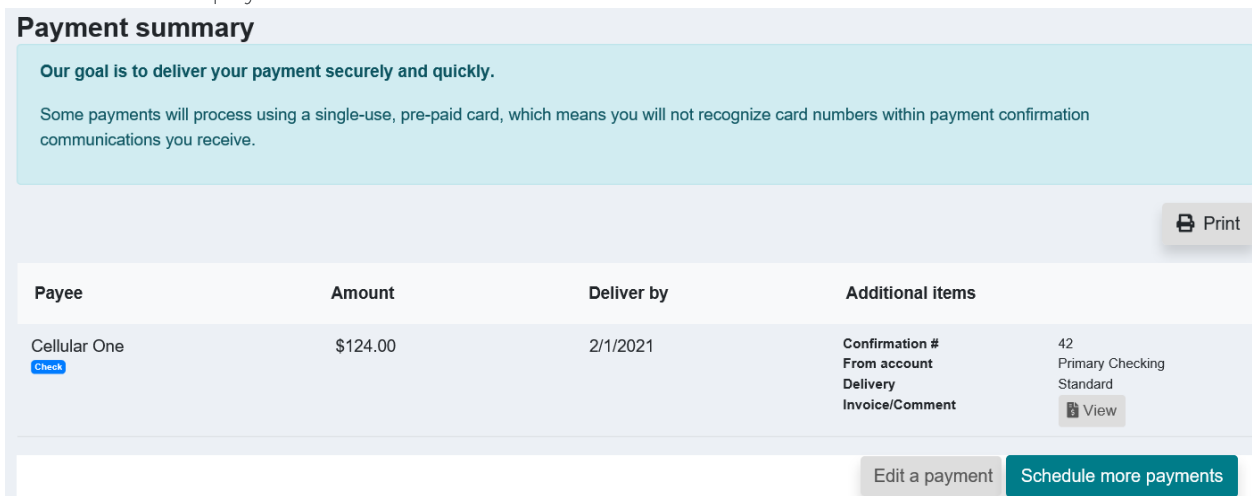 Payment summary
Our goal is to deliver your payment securely and quickly.
Some payments will process using a single-use, pre-paid card, which means you will not recognize card numbers within payment confirmation
communications you receive.
Print
Payee Amount Deliver by Additional items
Cellular One $124.00 2/1/2021 Confirmation # 42
Check From account Primary Checking
Delivery Standard
Invoice/Comment View
Edit a payment Schedule more payments